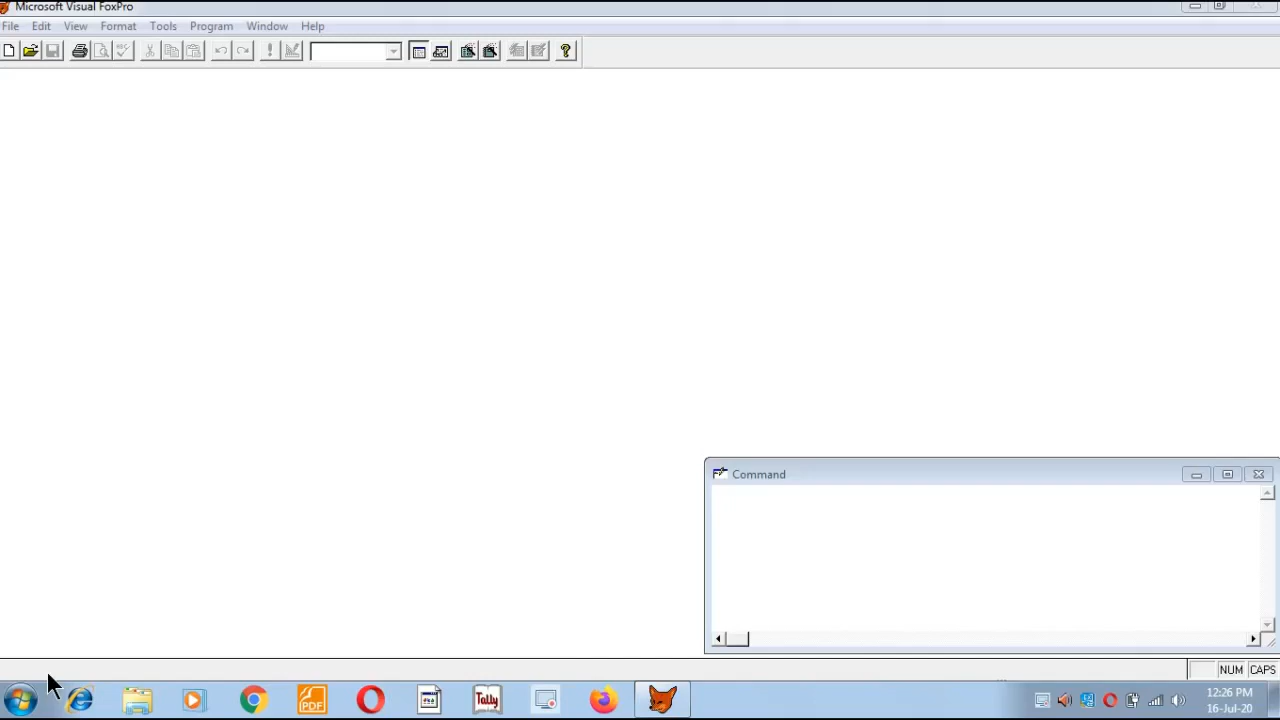 Microsoft Visual FoxPro
File Edit View Format Tools Program Window Help
Command
NUM CAPS
PDF
Tally
12:26 PM
16-Jul-20